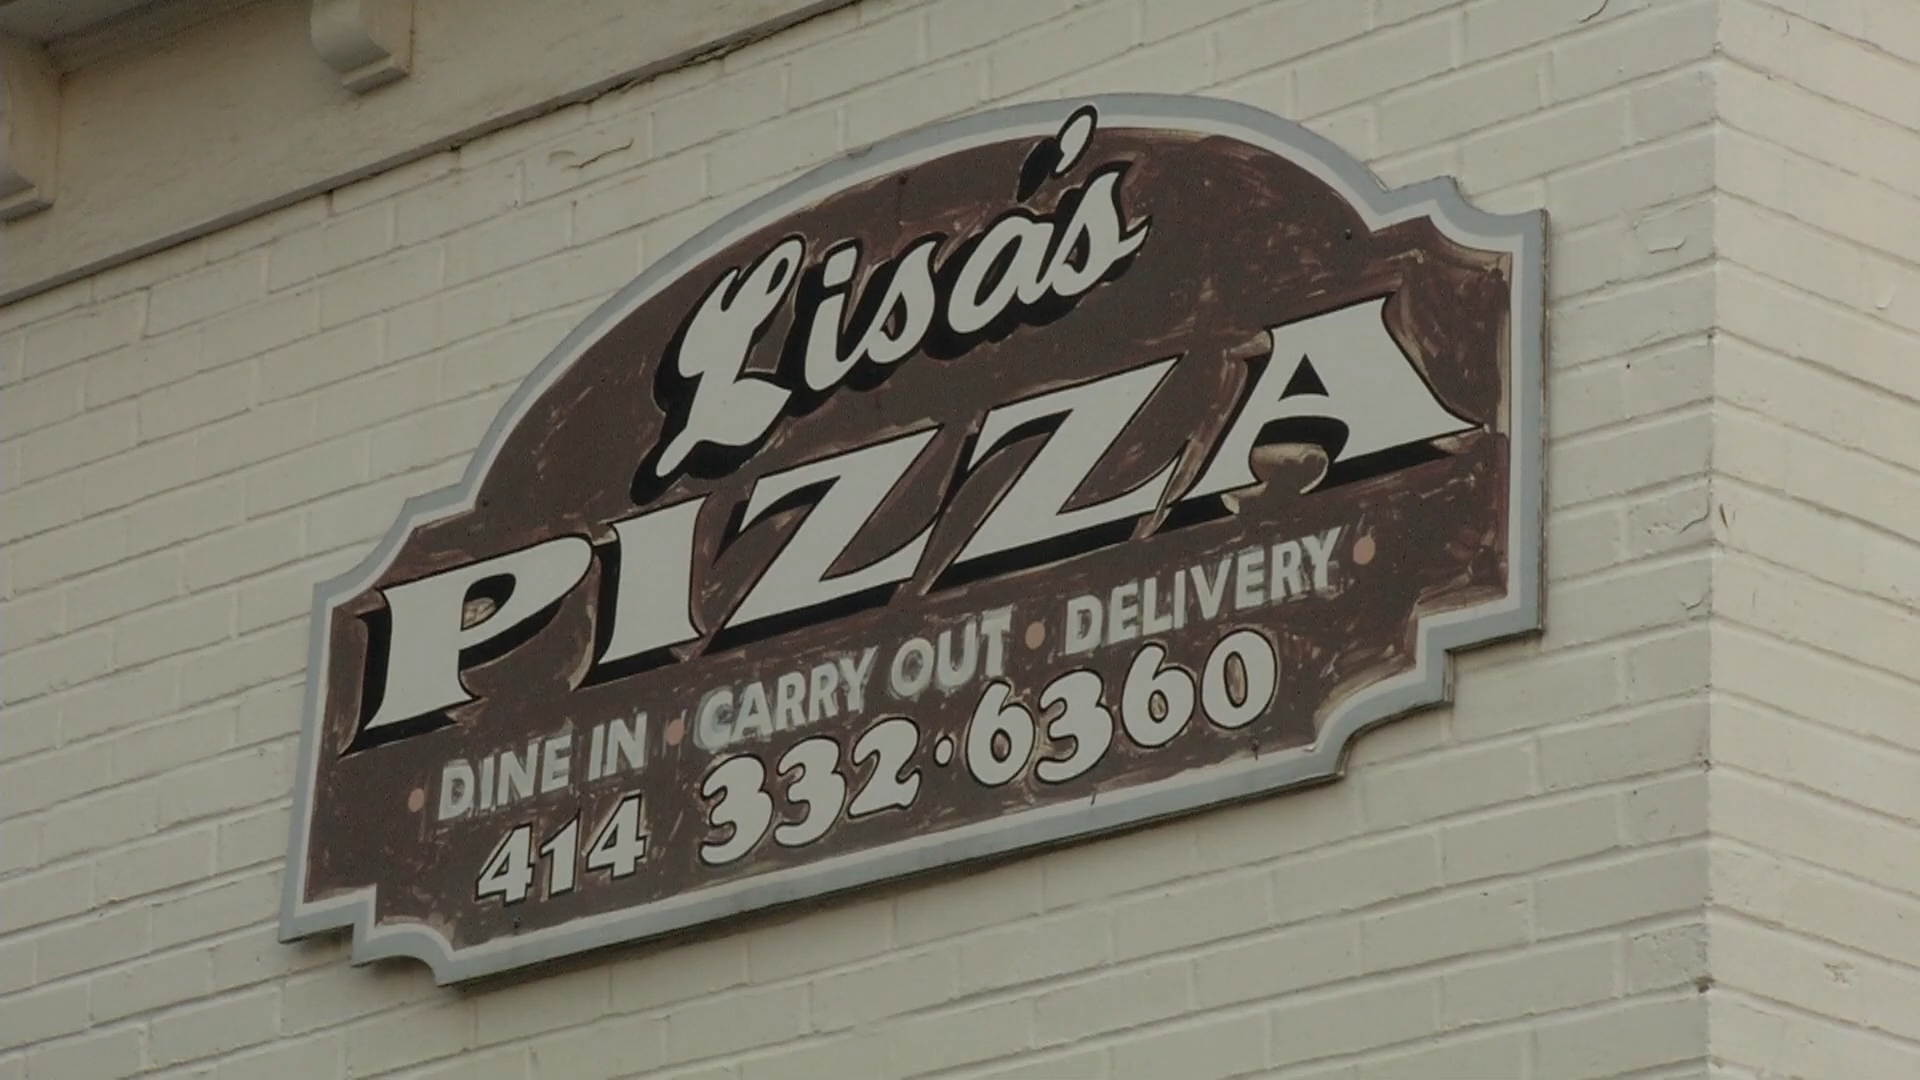 Lisa's
PIZZA
• DINE IN • CARRY OUT • DELIVERY •
414 332•6360